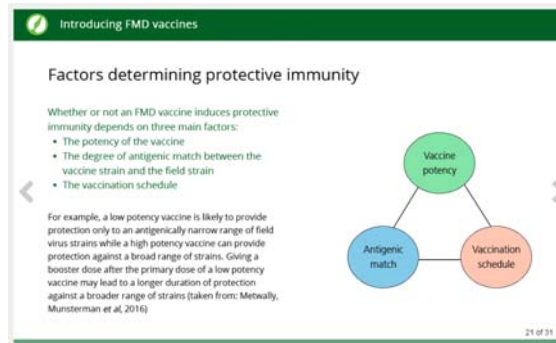 Introducing FMD vaccines
Factors determining protective immunity
Whether or not an FMD vaccine induces protective
immunity depends on three main factors:
• The potency of the vaccine
• The degree of antigenic match between the
vaccine strain and the field strain
• The vaccination schedule
For example, a low potency vaccine is likely to provide
protection only to an antigenically narrow range of field
virus strains while a high potency vaccine can provide
protection against a broad range of strains. Giving a
booster dose after the primary dose of a low potency
vaccine may lead to a longer duration of protection
against a broader range of strains (taken from: Metwally,
Munsterman et al, 2016)
Vaccine
potency
Antigenic
match
Vaccination
schedule
21 of 31